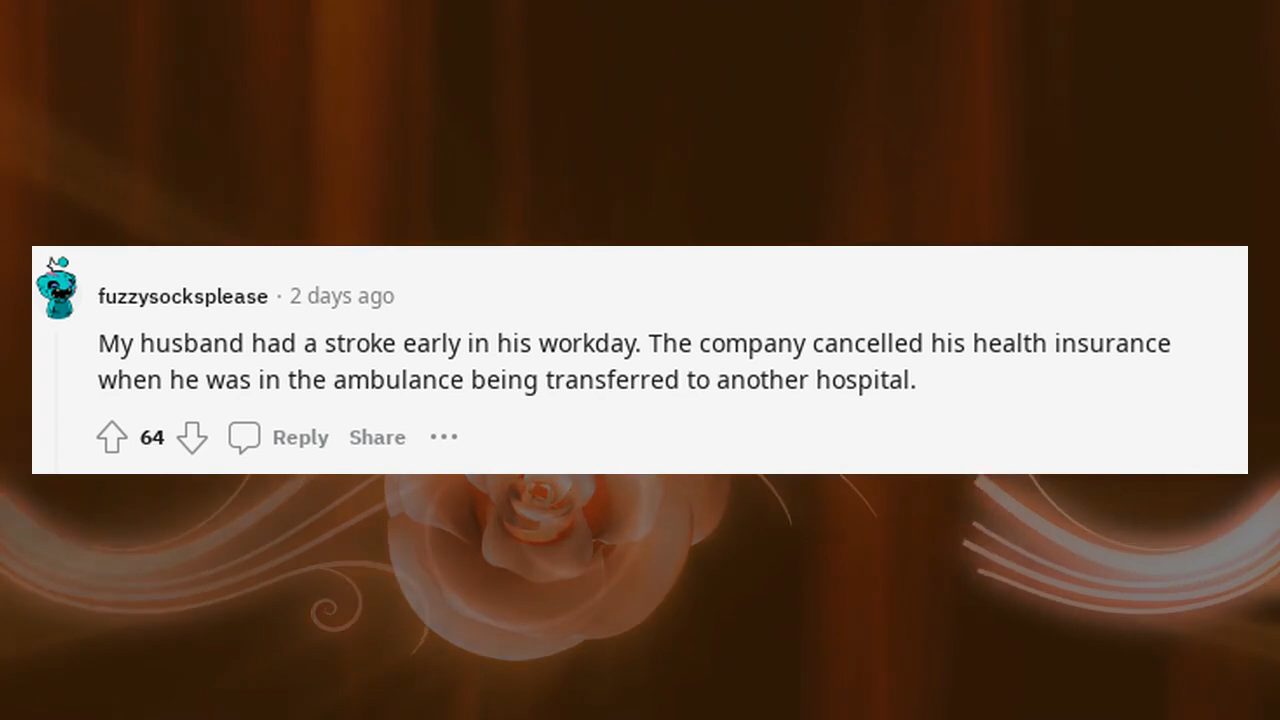 fuzzysocksplease · 2 days ago
My husband had a stroke early in his workday. The company cancelled his health insurance
when he was in the ambulance being transferred to another hospital.
64 Reply Share •••